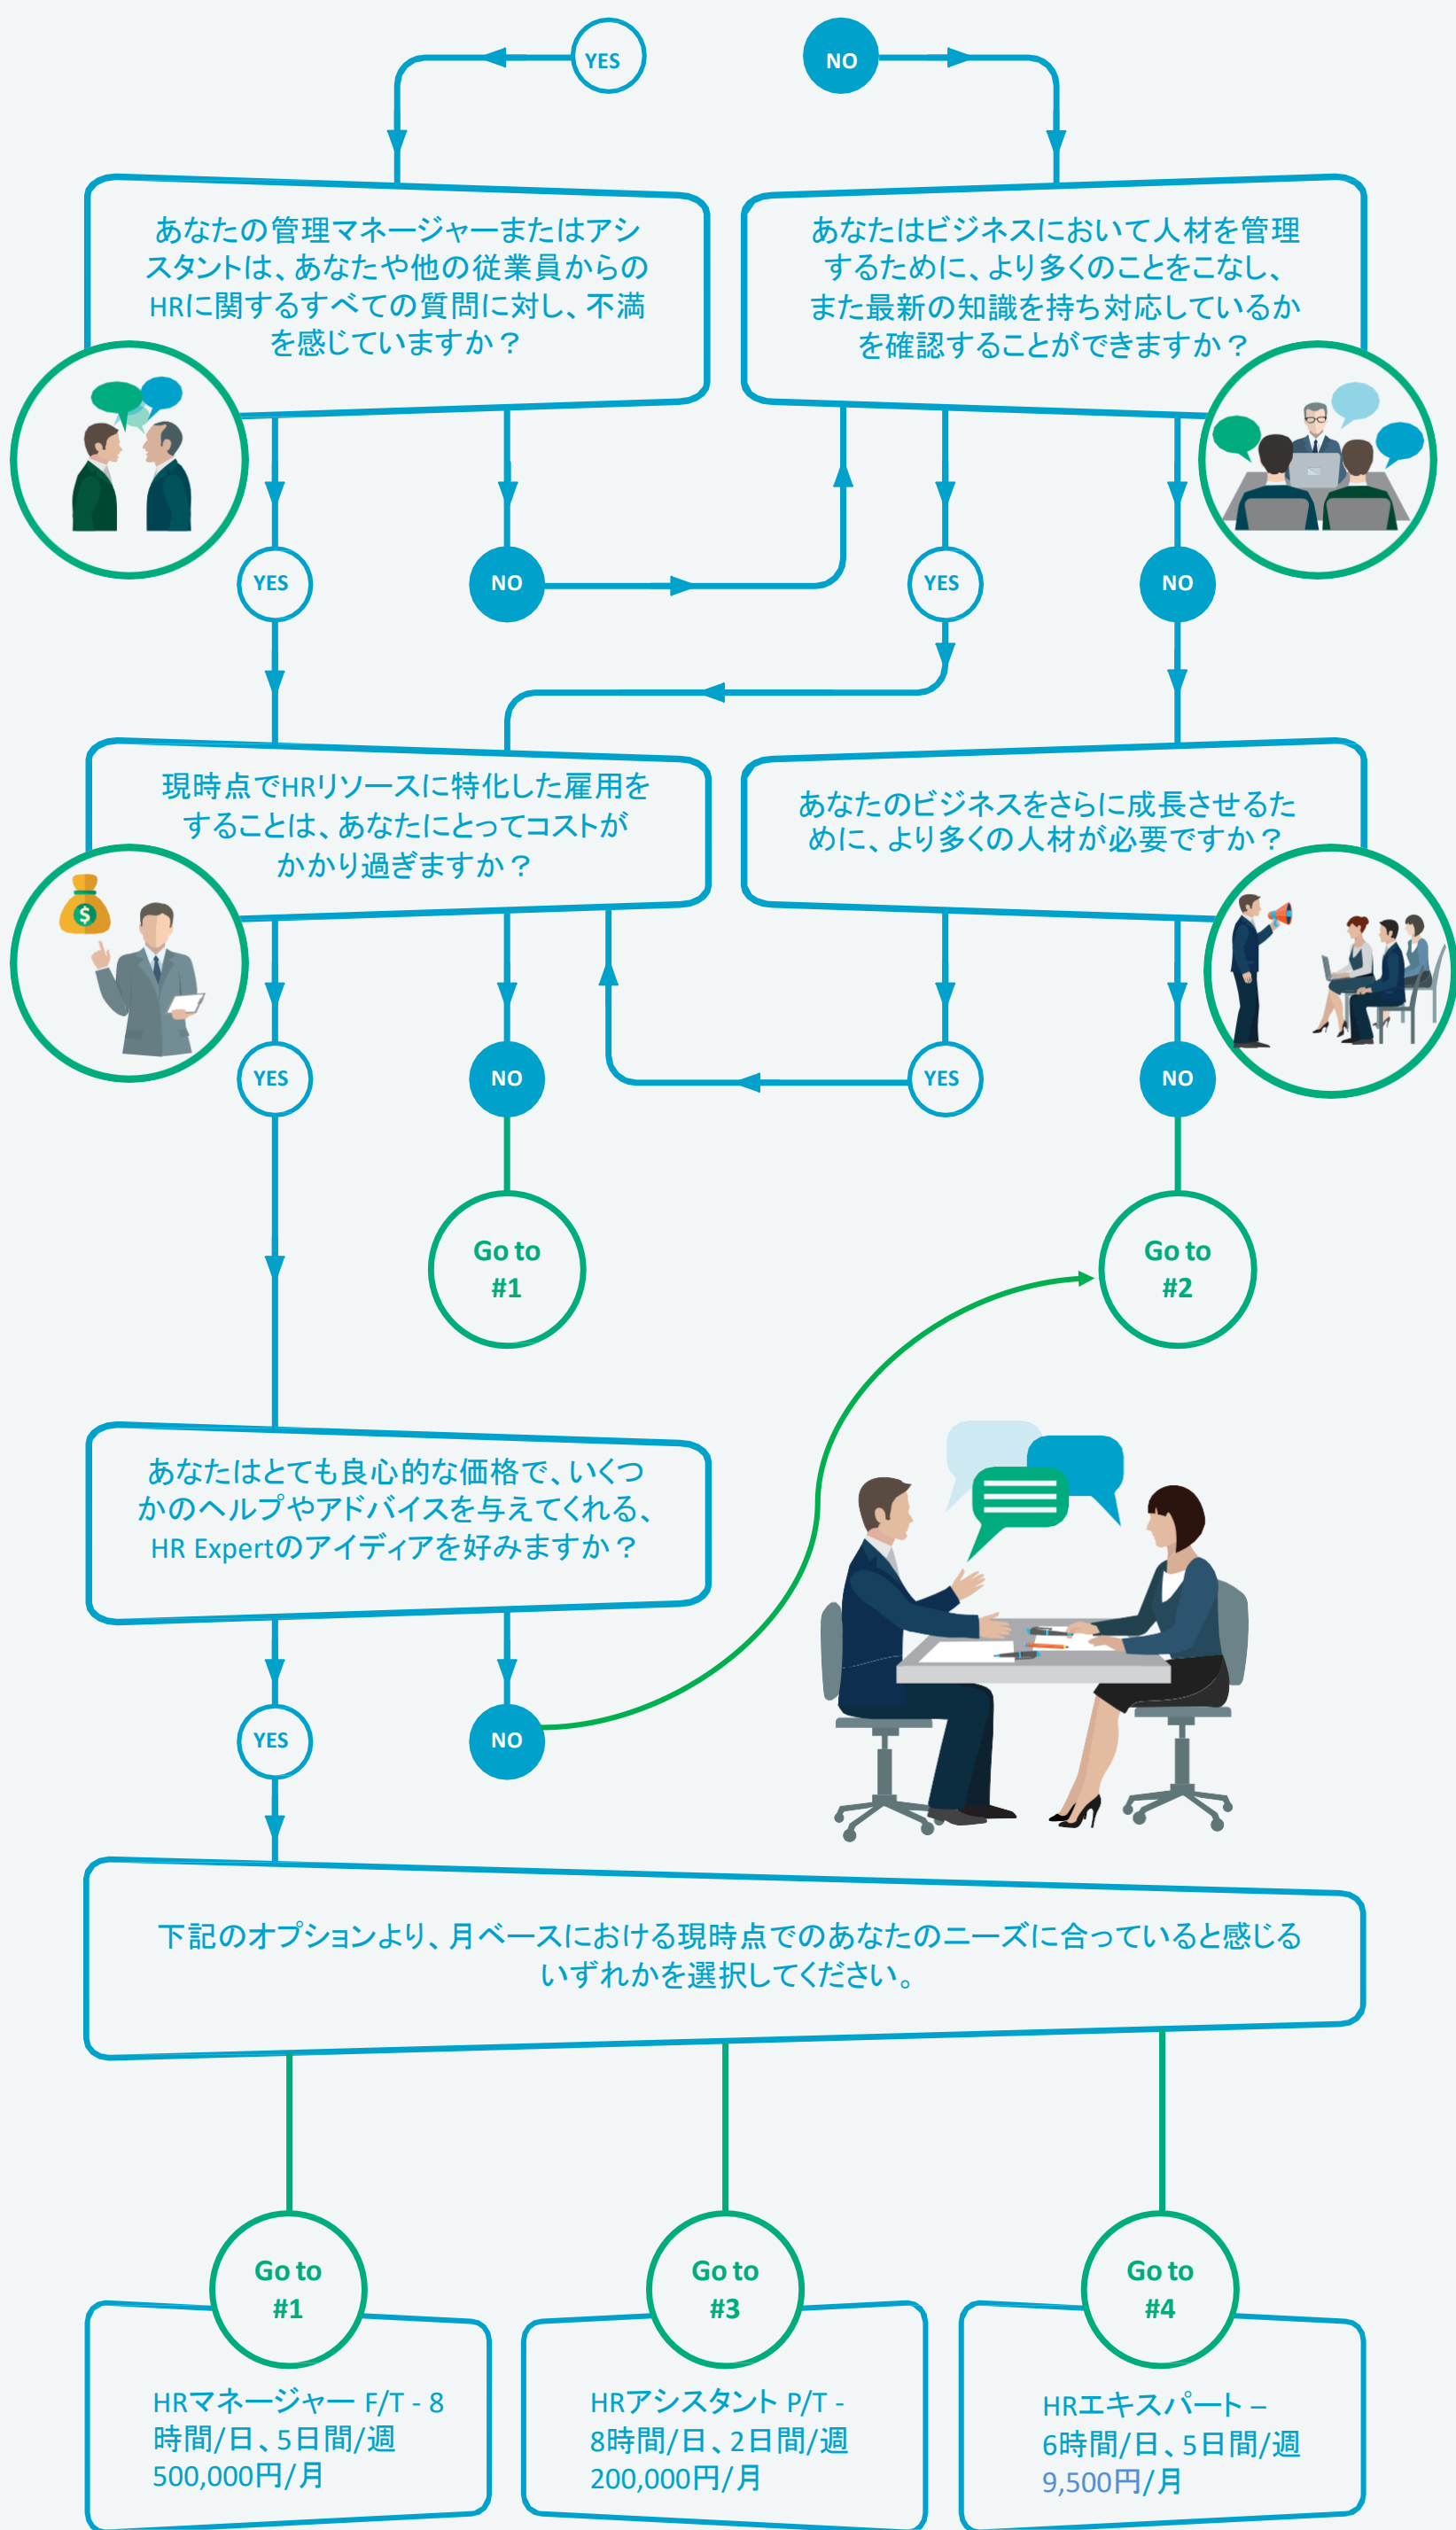 YES
NO
あなたの管理マネージャーまたはアシ
スタントは、あなたや他の従業員からの
HRに関するすべての質問に対し、不満
を感じていますか？
あなたはビジネスにおいて人材を管理
するために、より多くのことをこなし、
また最新の知識を持ち対応しているか
を確認することができますか？
YES
NO
YES
NO
現時点でHRリソースに特化した雇用を
することは、あなたにとってコストが
かかり過ぎますか？
あなたのビジネスをさらに成長させるた
めに、より多くの人材が必要ですか？
$
YES
NO
YES
NO
Go to
#1
Go to
#2
あなたはとても良心的な価格で、いくつ
かのヘルプやアドバイスを与えてくれる、
HR Expertのアイディアを好みますか？
YES
NO
下記のオプションより、月ベースにおける現時点でのあなたのニーズに合っていると感じる
いずれかを選択してください。
Go to
#1
Go to
#3
Go to
#4
HRマネージャー F/T - 8
時間/日、5日間/週
500,000円/月
HRアシスタント P/T -
8時間/日、2日間/週
200,000円/月
HRエキスパート –
6時間/日、5日間/週
9,500円/月